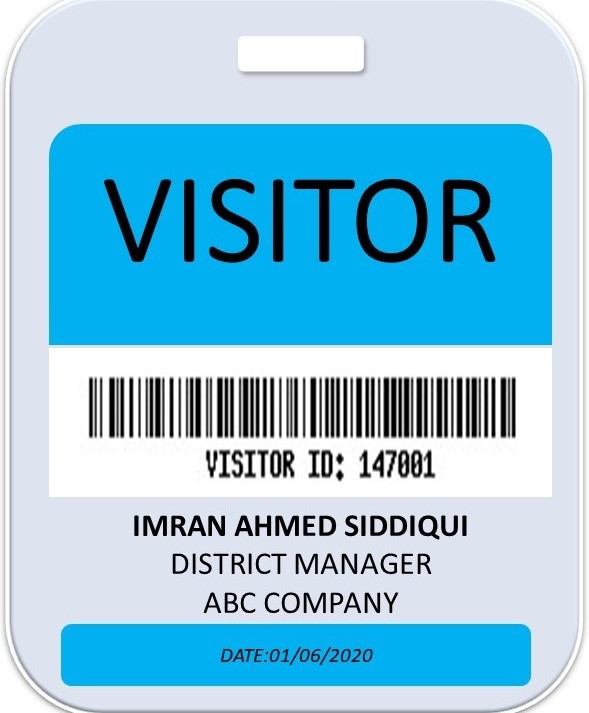 VISITOR
VISITOR ID: 147001
IMRAN AHMED SIDDIQUI
DISTRICT MANAGER
ABC COMPANY
DATE:01/06/2020